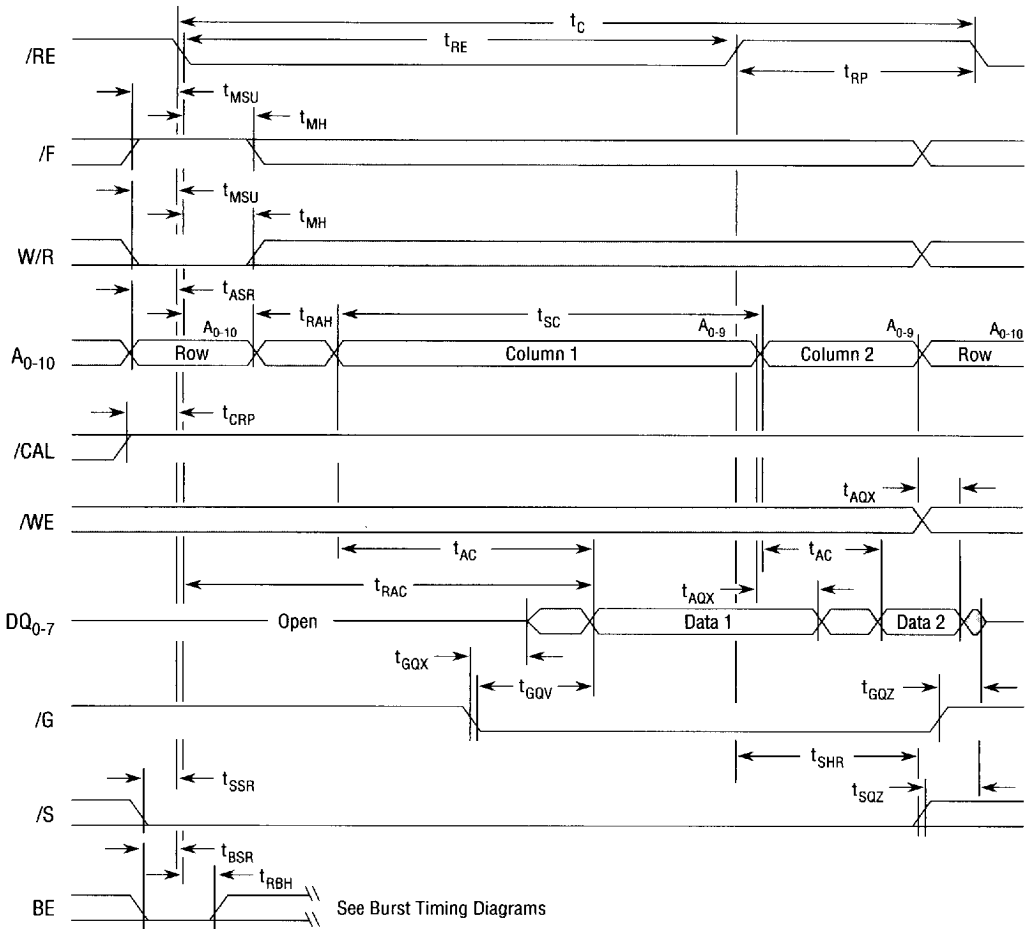 t_C
/RE
t_RE
t_RP
t_MSU
t_MH
/F
t_MSU
t_MH
W/R
t_ASR
t_RAH
t_SC
A_0-10
A_0-9
A_0-9
A_0-10
A_0-10
Row
Column 1
Column 2
Row
t_CRP
/CAL
t_AQX
/WE
t_AC
t_AC
t_RAC
t_AQX
DQ_0-7
Open
Data 1
Data 2
t_GQX
t_GQV
t_GQZ
/G
t_SHR
t_SSR
t_SQZ
/S
t_BSR
t_RBH
BE
See Burst Timing Diagrams